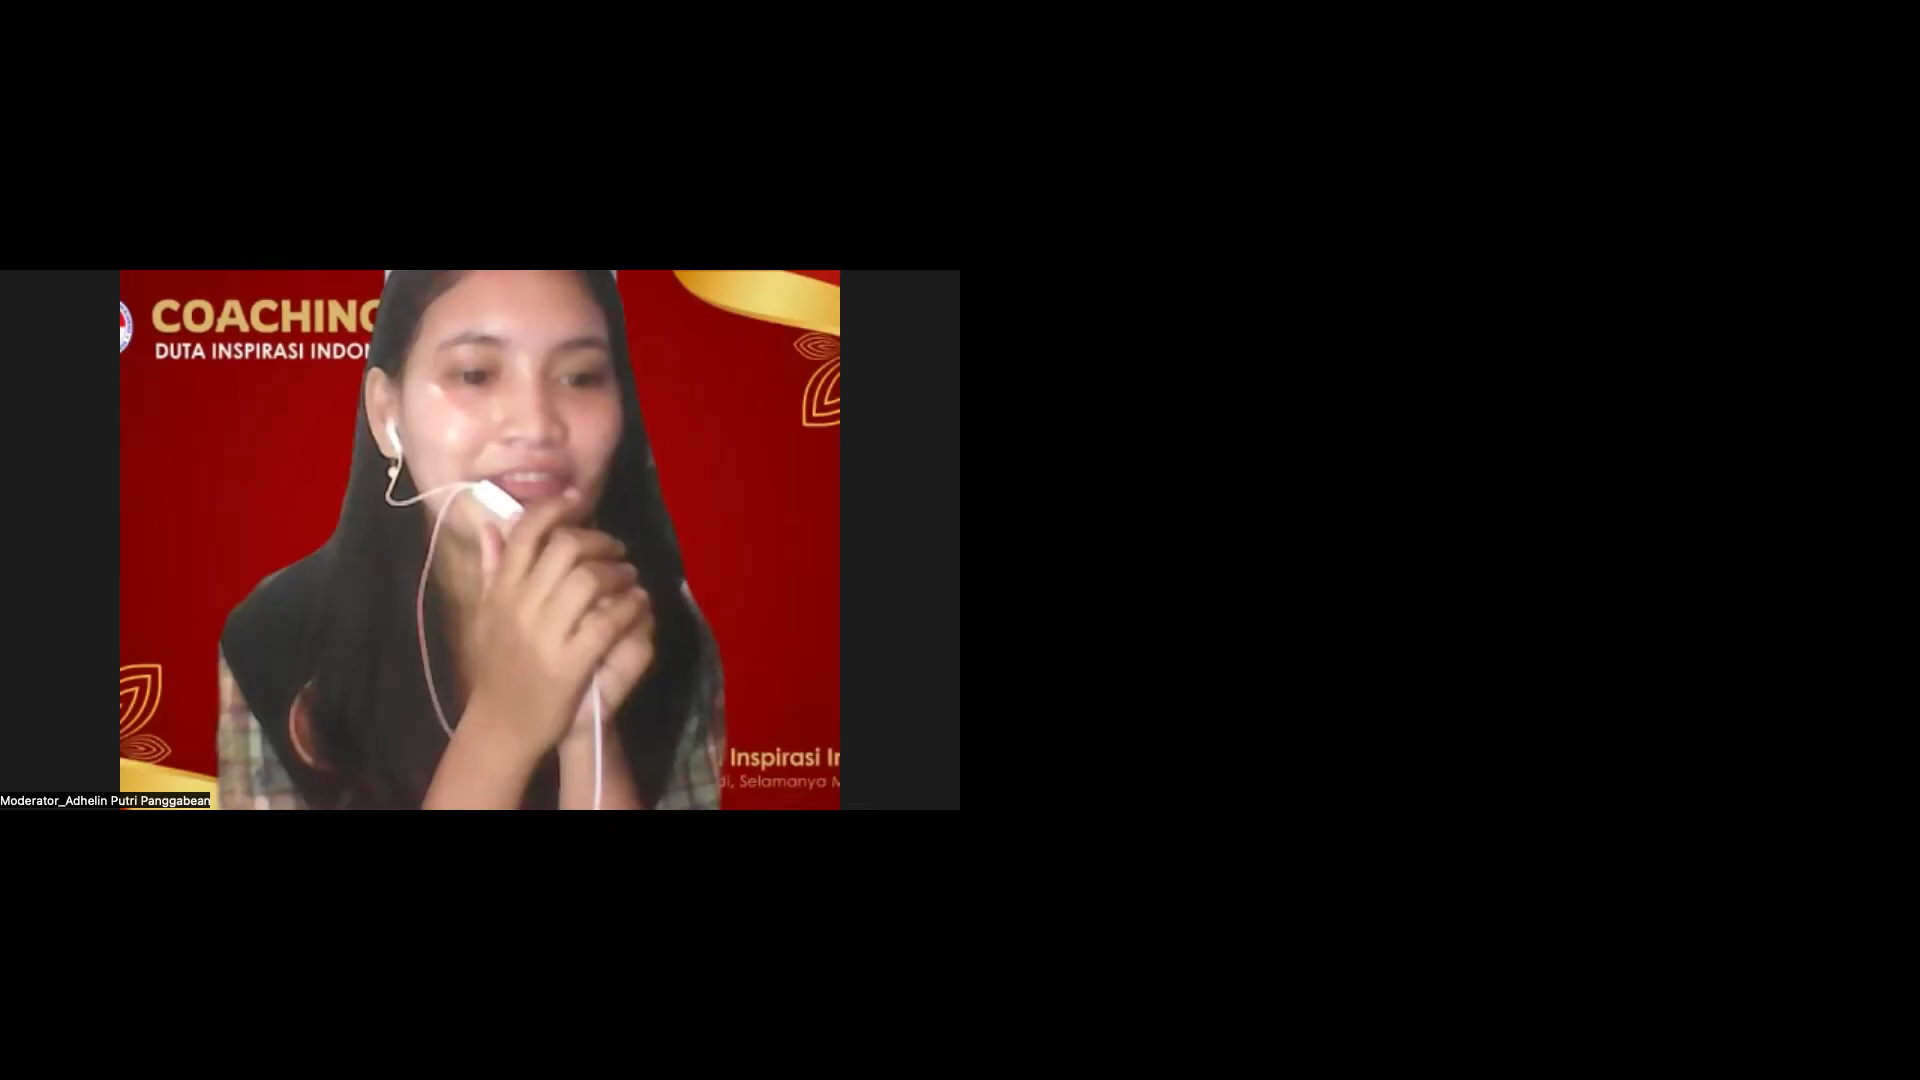 COACHING
DUTA INSPIRASI INDON
Inspirasi In
di, Selamanya M
Moderator_Adhelin Putri Panggabean